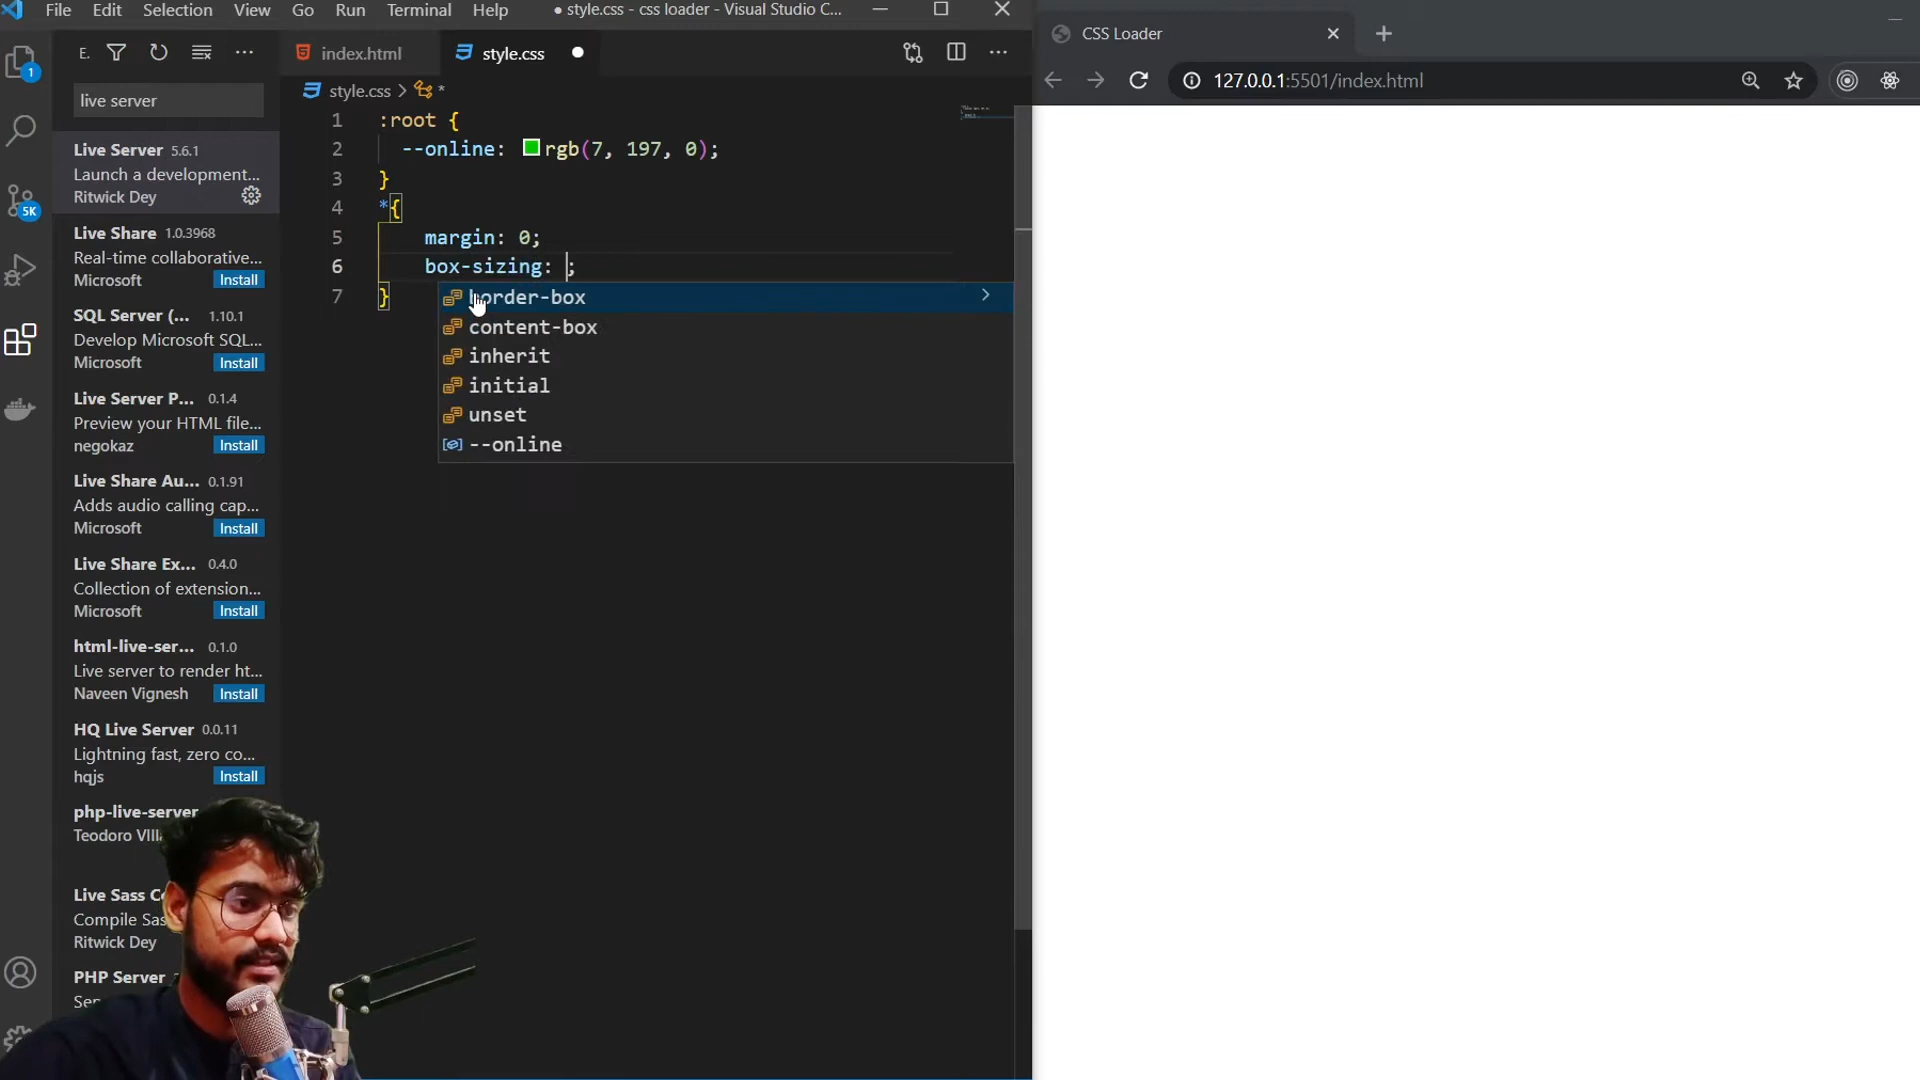 File Edit Selection View Go Run Terminal Help
● style.css - css loader - Visual Studio C...
E.
live server
Live Server 5.6.1
Launch a development...
Ritwick Dey
Live Share 1.0.3968
Real-time collaborative...
Microsoft Install
SQL Server (... 1.10.1
Develop Microsoft SQL...
Microsoft Install
Live Server P... 0.1.4
Preview your HTML file...
negokaz Install
Live Share Au... 0.1.91
Adds audio calling cap...
Microsoft Install
Live Share Ex... 0.4.0
Collection of extension...
Microsoft Install
html-live-ser... 0.1.0
Live server to render ht...
Naveen Vignesh Install
HQ Live Server 0.0.11
Lightning fast, zero co...
hqjs Install
php-live-server
Teodoro VIlla
Live Sass Co
Compile Sas
Ritwick Dey
PHP Server
1
5K
index.html
style.css ●
style.css > *
1 :root {
2 --online: rgb(7, 197, 0);
3 }
4 *{
5 margin: 0;
6 box-sizing: ;
7 }
border-box
content-box
inherit
initial
unset
--online
CSS Loader
127.0.0.1:5501/index.html